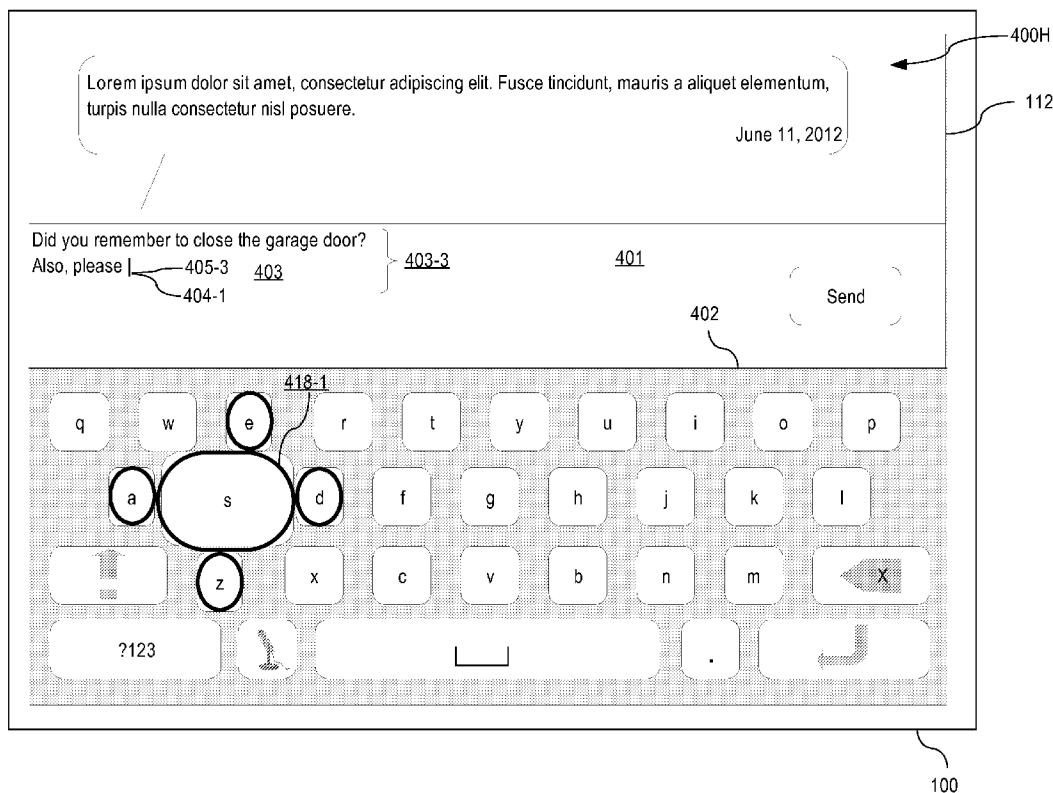 400H
Lorem ipsum dolor sit amet, consectetur adipiscing elit. Fusce tincidunt, mauris a aliquet elementum,
turpis nulla consectetur nisl posuere.
112
June 11, 2012
Did you remember to close the garage door?
Also, please
405-3
403
403-3
401
404-1
Send
402
418-1
q w e r t y u i o p
a s d f g h j k l
z x c v b n m X
?123 .
100